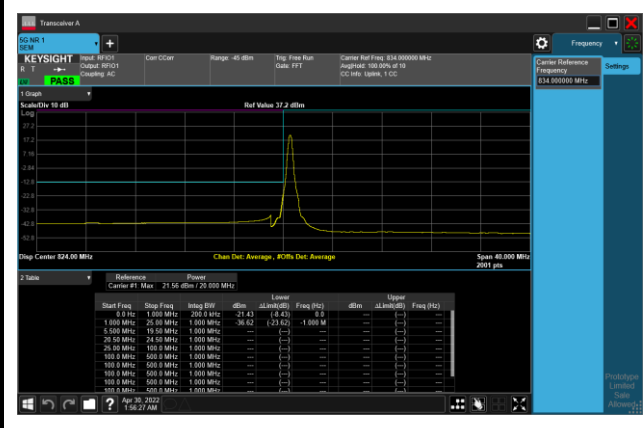 Transceiver A
5G NR 1
SEM
+
Frequency
KEYSIGHT Input: RFIO1 Corr CCorr Range: -45 dBm Trig: Free Run Carrier Ref Freq: 834.000000 MHz
R T Output: RFIO1 Gate: FFT Avg|Hold: 100.00% of 10
Coupling: AC CC Info: Uplink, 1 CC
PASS
Carrier Reference
Frequency
834.000000 MHz
Settings
1 Graph
Scale/Div 10 dB Ref Value 37.2 dBm
Log
27.2
17.2
7.16
-2.84
-12.8
-22.8
-32.8
-42.8
-52.8
Disp Center 824.00 MHz Chan Det: Average , #Offs Det: Average Span 40.000 MHz
2001 pts
2 Table
Reference Power
Carrier #1 Max 21.56 dBm / 20.000 MHz
Lower Upper
Start Freq Stop Freq Integ BW dBm ΔLimit(dB) Freq (Hz) dBm ΔLimit(dB) Freq (Hz)
0.0 Hz 1.000 MHz 200.0 kHz -21.43 (-8.43) 0.0 --- (---) ---
1.000 MHz 25.00 MHz 1.000 MHz -36.62 (-23.62) -1.000 M --- (---) ---
5.500 MHz 19.50 MHz 1.000 MHz --- (---) --- --- (---) ---
20.50 MHz 24.50 MHz 1.000 MHz --- (---) --- --- (---) ---
25.00 MHz 100.0 MHz 1.000 MHz --- (---) --- --- (---) ---
100.0 MHz 500.0 MHz 1.000 MHz --- (---) --- --- (---) ---
100.0 MHz 500.0 MHz 1.000 MHz --- (---) --- --- (---) ---
100.0 MHz 500.0 MHz 1.000 MHz --- (---) --- --- (---) ---
100.0 MHz 500.0 MHz 1.000 MHz --- (---) --- --- (---) ---
Prototype
Limited
Sale
Allowed
? Apr 30, 2022
1:56:27 AM